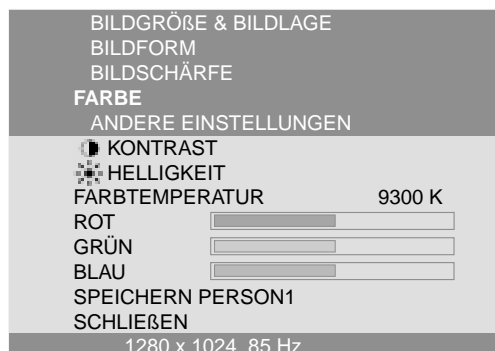 BILDGRÖßE & BILDLAGE
BILDFORM
BILDSCHÄRFE
FARBE
ANDERE EINSTELLUNGEN
KONTRAST
HELLIGKEIT
FARBTEMPERATUR 9300 K
ROT
GRÜN
BLAU
SPEICHERN PERSON1
SCHLIEßEN
1280 x 1024 85 Hz